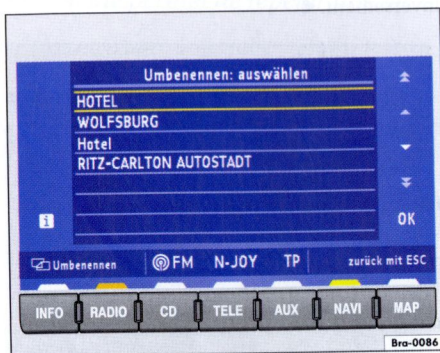 Umbenennen: auswählen
HOTEL
WOLFSBURG
Hotel
RITZ-CARLTON AUTOSTADT
i
OK
Umbenennen FM N-JOY TP zurück mit ESC
INFO RADIO CD TELE AUX NAVI MAP
Bra-0086